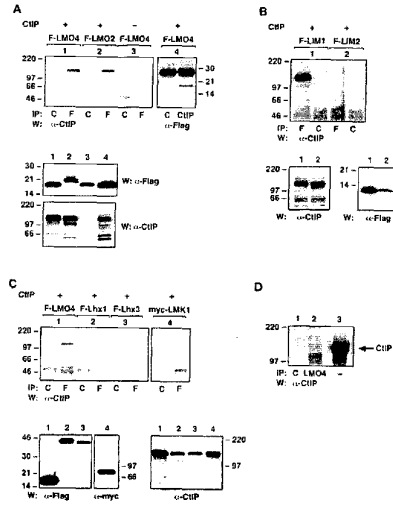 A
CtIP + + – +
F-LMO4 F-LMO2 F-LMO4 F-LMO4
1 2 3 4
220 –
97 –
66 –
46 –
– 30
– 21
– 14
IP: C F C F C F C CtIP
W: α-CtIP α-Flag
1 2 3 4
30 –
21 –
14 –
W: α-Flag
220 –
97 –
66 –
W: α-CtIP
B
CtIP + +
F-LIM1 F-LIM2
1 2
220 –
97 –
66 –
46 –
IP: F C F C
W: α-CtIP
1 2
220 –
97 –
66 –
W: α-CtIP
1 2
21 –
14 –
α-Flag
C
CtIP + + + +
F-LMO4 F-Lhx1 F-Lhx3 myc-LMK1
1 2 3 4
220 –
97 –
66 –
46 –
IP: C F C F C F C F
W: α-CtIP
1 2 3 4
46 –
30 –
21 –
14 –
– 97
– 66
W: α-Flag α-myc
1 2 3 4
– 220
– 97
α-CtIP
D
1 2 3
220 –
97 –
CtIP
IP: C LMO4 –
W: α-CtIP